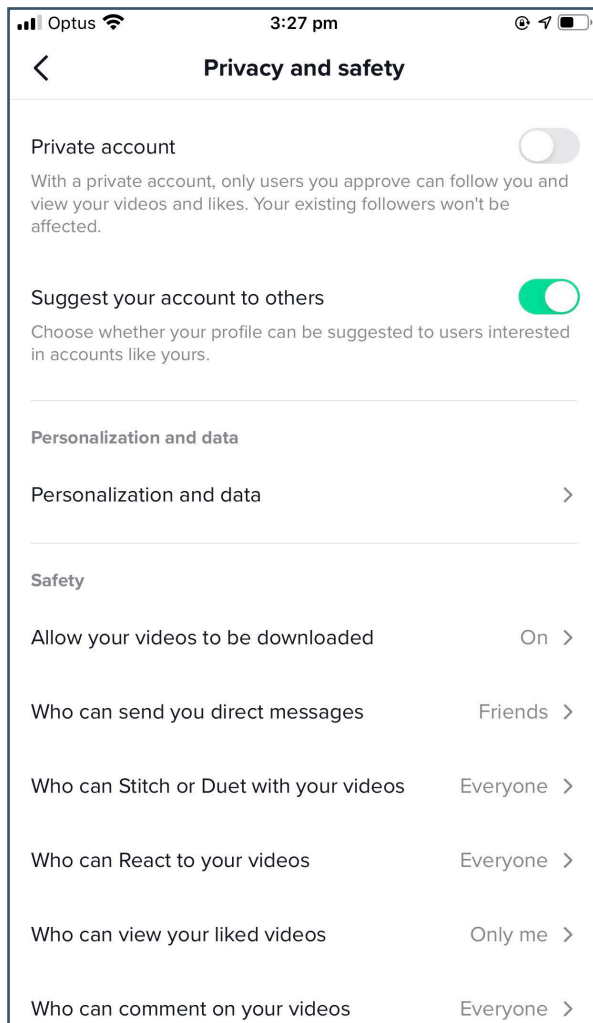 Optus 3:27 pm
Privacy and safety
Private account
With a private account, only users you approve can follow you and
view your videos and likes. Your existing followers won't be
affected.
Suggest your account to others
Choose whether your profile can be suggested to users interested
in accounts like yours.
Personalization and data
Personalization and data
Safety
Allow your videos to be downloaded On
Who can send you direct messages Friends
Who can Stitch or Duet with your videos Everyone
Who can React to your videos Everyone
Who can view your liked videos Only me
Who can comment on your videos Everyone